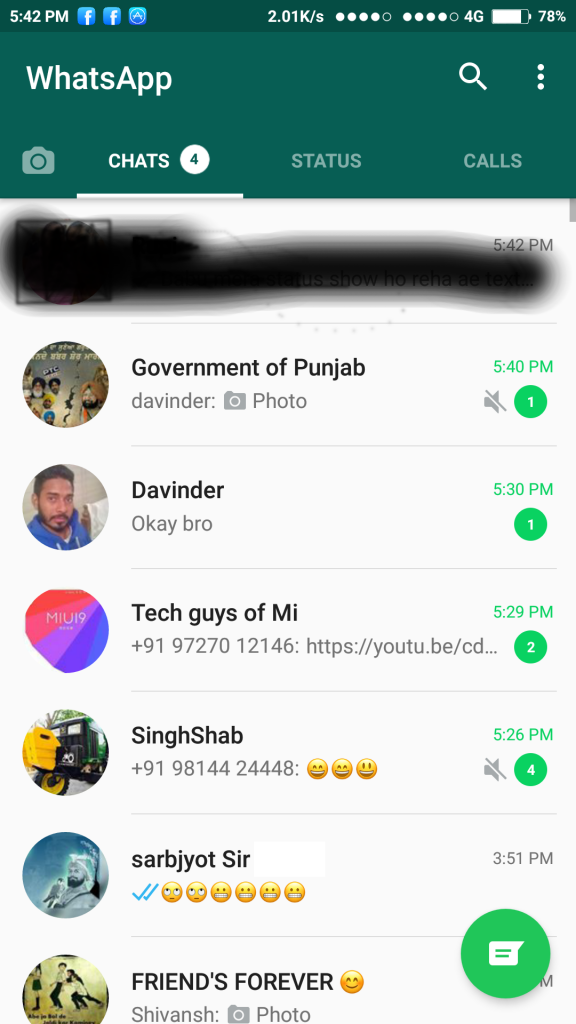 5:42 PM 2.01K/s 4G 78%
WhatsApp
CHATS 4 STATUS CALLS
5:42 PM
status show ho reha ae text...
Government of Punjab 5:40 PM
davinder: Photo 1
Davinder 5:30 PM
Okay bro 1
MIUI9
Tech guys of Mi 5:29 PM
+91 97270 12146: https://youtu.be/cd... 2
SinghShab 5:26 PM
+91 98144 24448: 😄😄😃 4
sarbjyot Sir 3:51 PM
🙄🙄😬😬😬😬
FRIEND'S FOREVER 😊 M
Shivansh: Photo